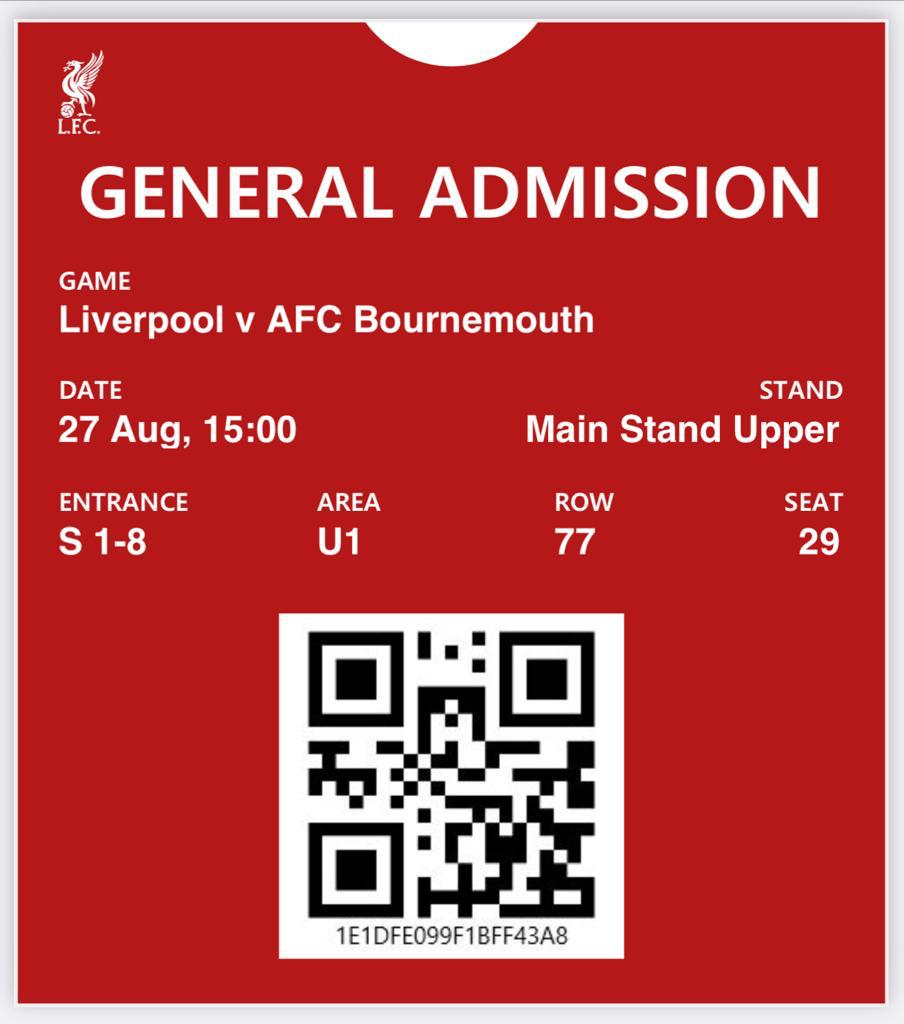 L.F.C.
GENERAL ADMISSION
GAME
Liverpool v AFC Bournemouth
DATE STAND
27 Aug, 15:00 Main Stand Upper
ENTRANCE AREA ROW SEAT
S 1-8 U1 77 29
1E1DFE099F1BFF43A8